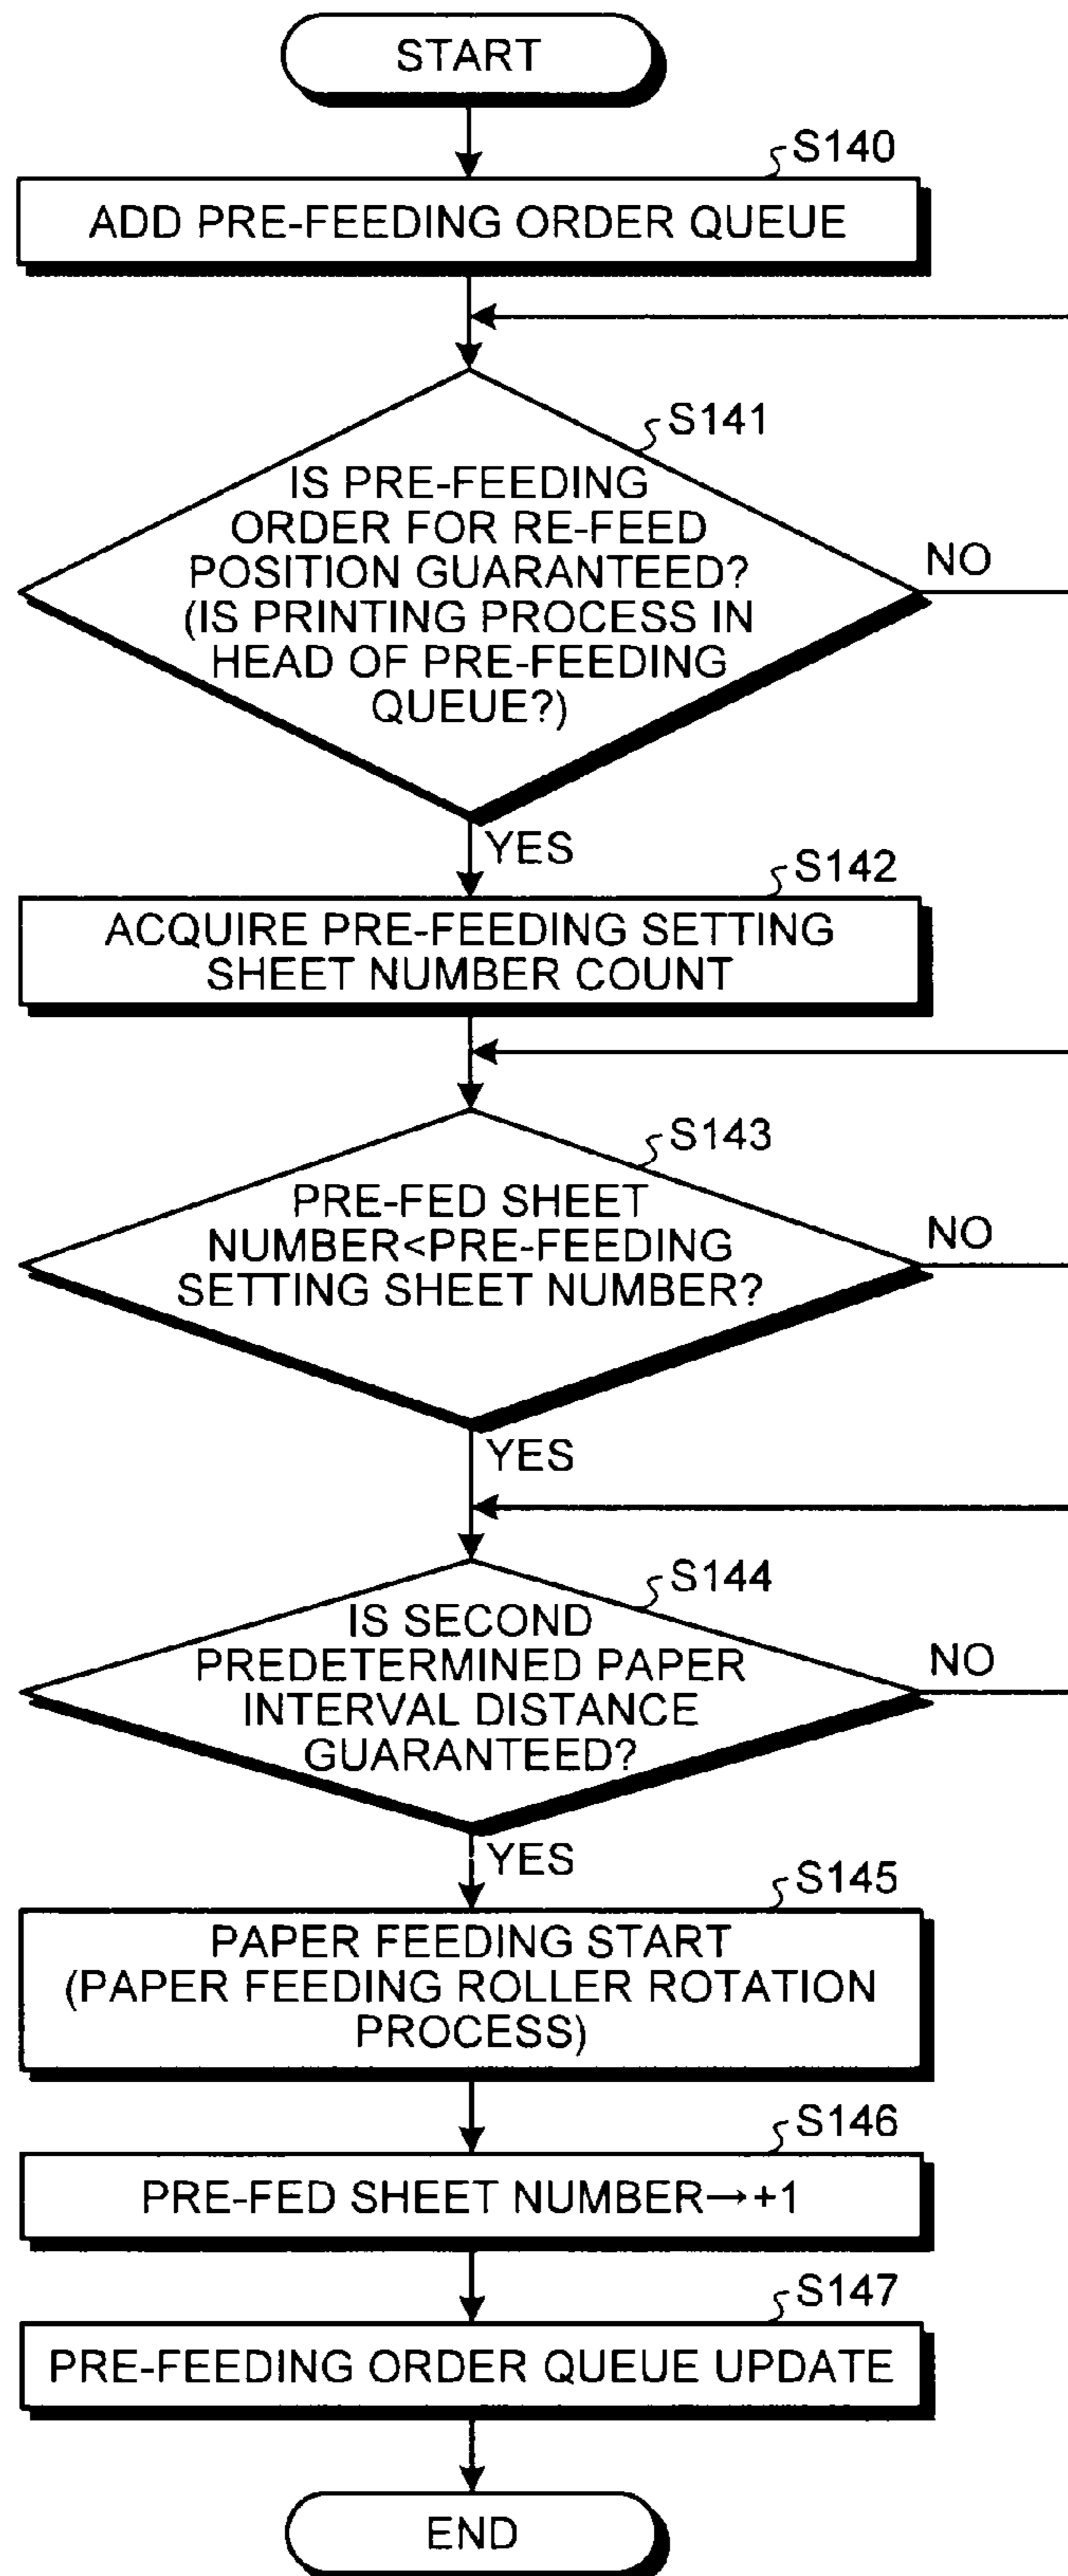 START
S140
ADD PRE-FEEDING ORDER QUEUE
S141
IS PRE-FEEDING
ORDER FOR RE-FEED
POSITION GUARANTEED?
(IS PRINTING PROCESS IN
HEAD OF PRE-FEEDING
QUEUE?)
NO
YES
S142
ACQUIRE PRE-FEEDING SETTING
SHEET NUMBER COUNT
S143
PRE-FED SHEET
NUMBER<PRE-FEEDING
SETTING SHEET NUMBER?
NO
YES
S144
IS SECOND
PREDETERMINED PAPER
INTERVAL DISTANCE
GUARANTEED?
NO
YES
S145
PAPER FEEDING START
(PAPER FEEDING ROLLER ROTATION
PROCESS)
S146
PRE-FED SHEET NUMBER→+1
S147
PRE-FEEDING ORDER QUEUE UPDATE
END